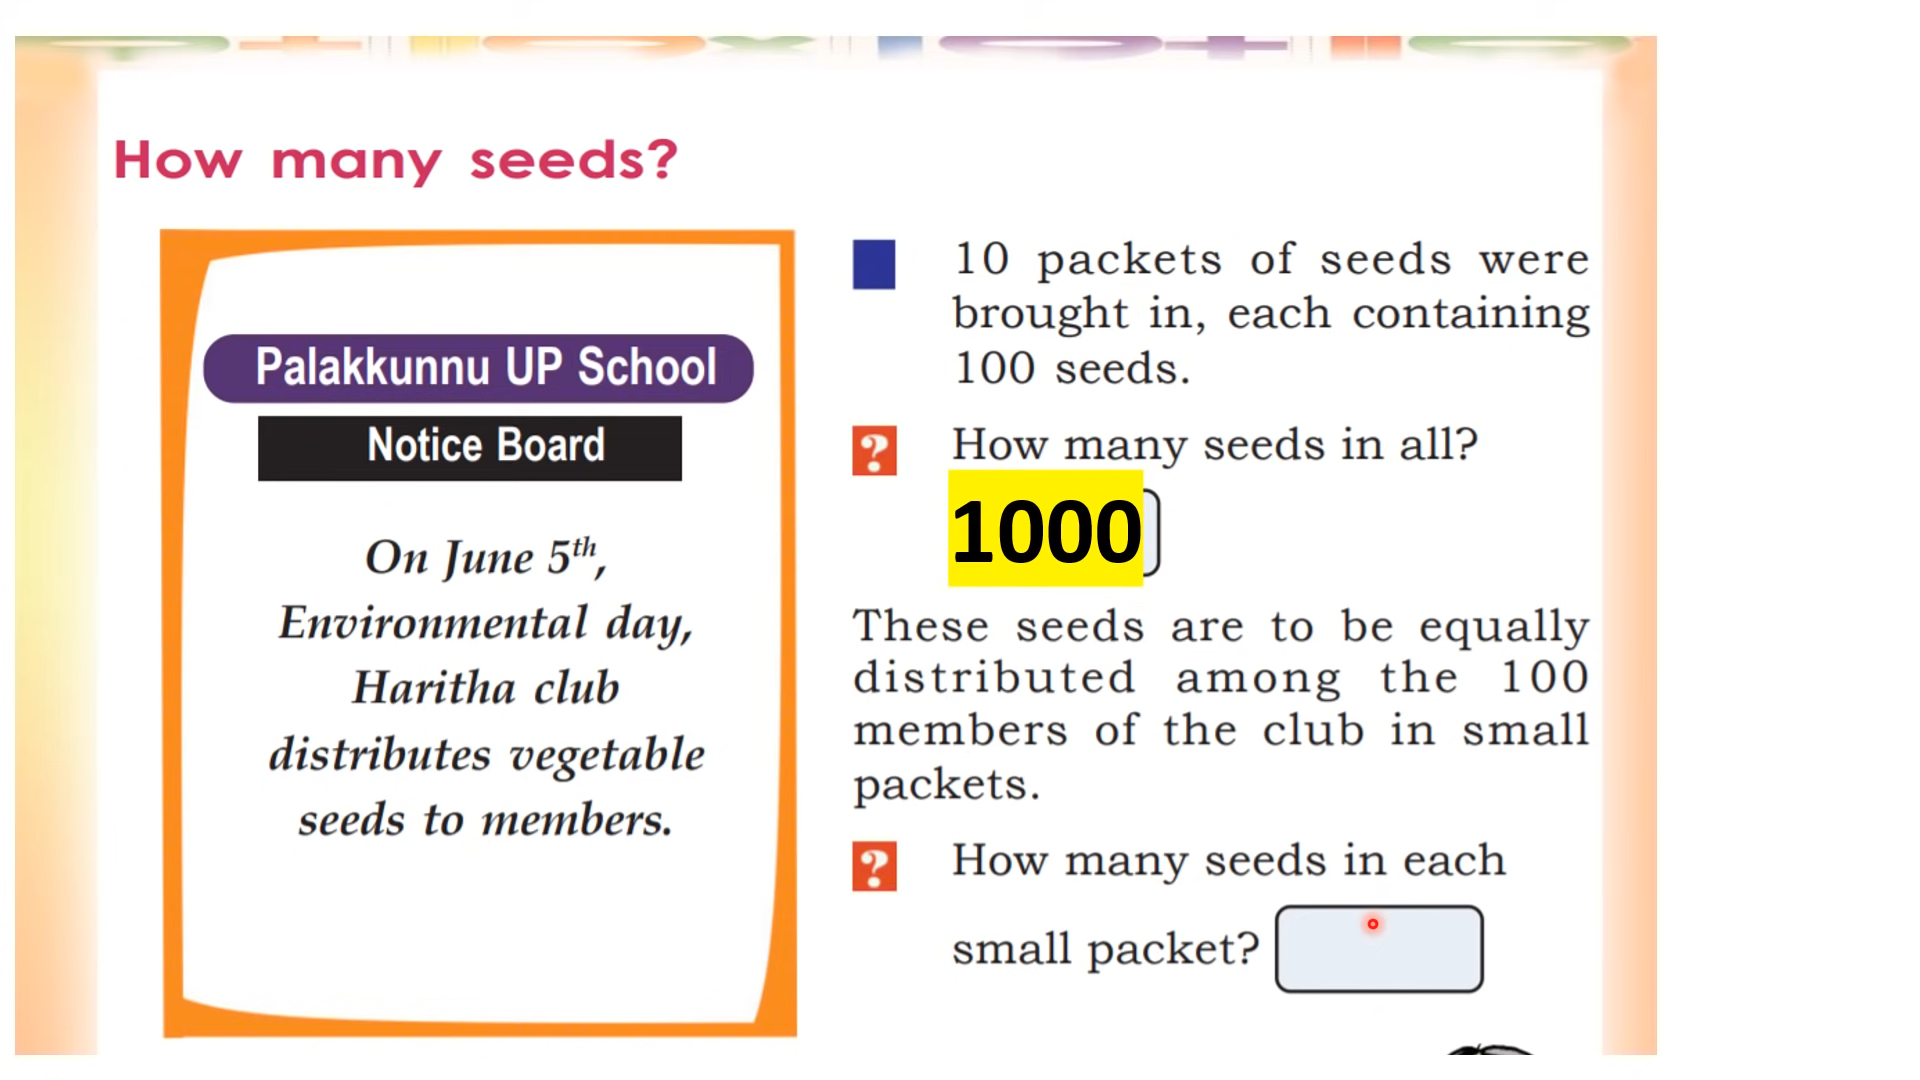 How many seeds?
Palakkunnu UP School
Notice Board
On June 5th,
Environmental day,
Haritha club
distributes vegetable
seeds to members.
10 packets of seeds were
brought in, each containing
100 seeds.
? How many seeds in all?
1000
These seeds are to be equally
distributed among the 100
members of the club in small
packets.
? How many seeds in each
small packet?